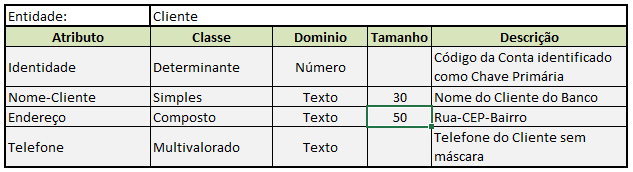 Entidade: Cliente
Atributo Classe Dominio Tamanho Descrição
Identidade Determinante Número Código da Conta identificado
como Chave Primária
Nome-Cliente Simples Texto 30 Nome do Cliente do Banco
Endereço Composto Texto 50 Rua-CEP-Bairro
Telefone Multivalorado Texto Telefone do Cliente sem
máscara